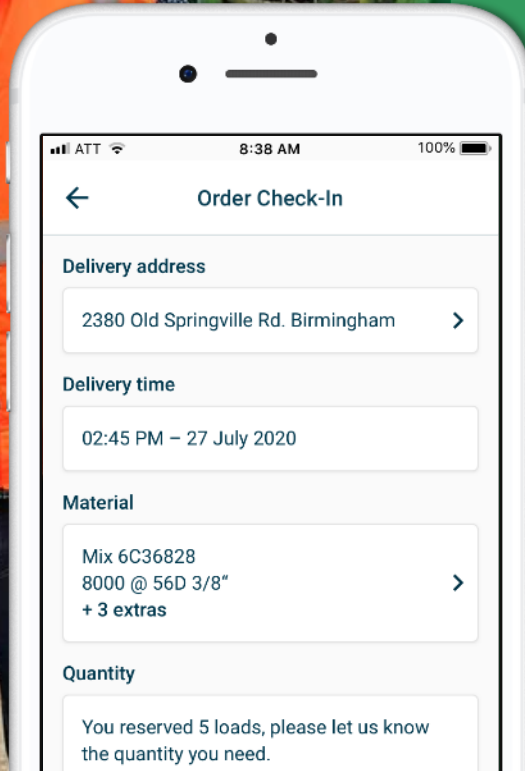 ATT 8:38 AM 100%
Order Check-In
Delivery address
2380 Old Springville Rd. Birmingham
Delivery time
02:45 PM – 27 July 2020
Material
Mix 6C36828
8000 @ 56D 3/8“
+ 3 extras
Quantity
You reserved 5 loads, please let us know
the quantity you need.